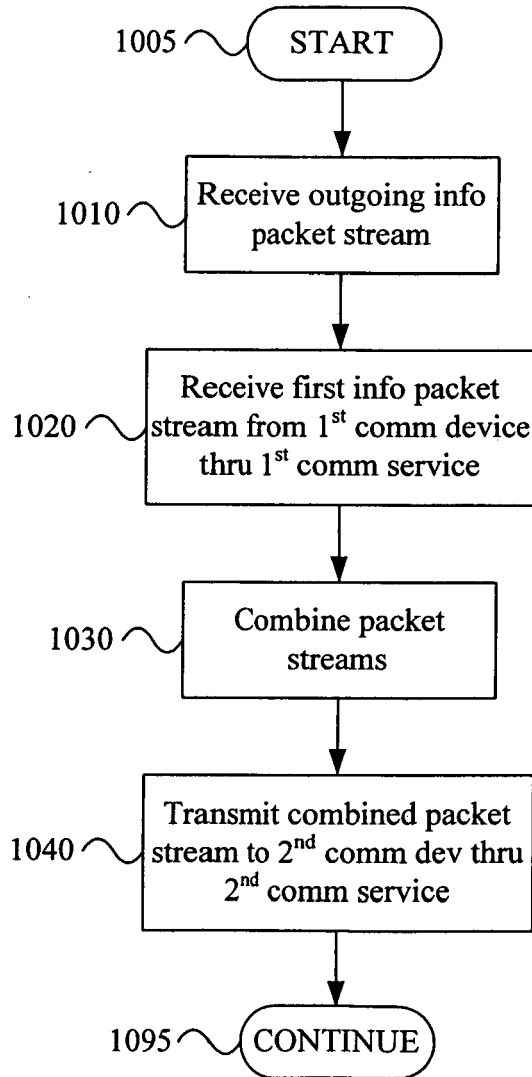 1005
START
1010
Receive outgoing info
packet stream
1020
Receive first info packet
stream from 1st comm device
thru 1st comm service
1030
Combine packet
streams
1040
Transmit combined packet
stream to 2nd comm dev thru
2nd comm service
1095
CONTINUE